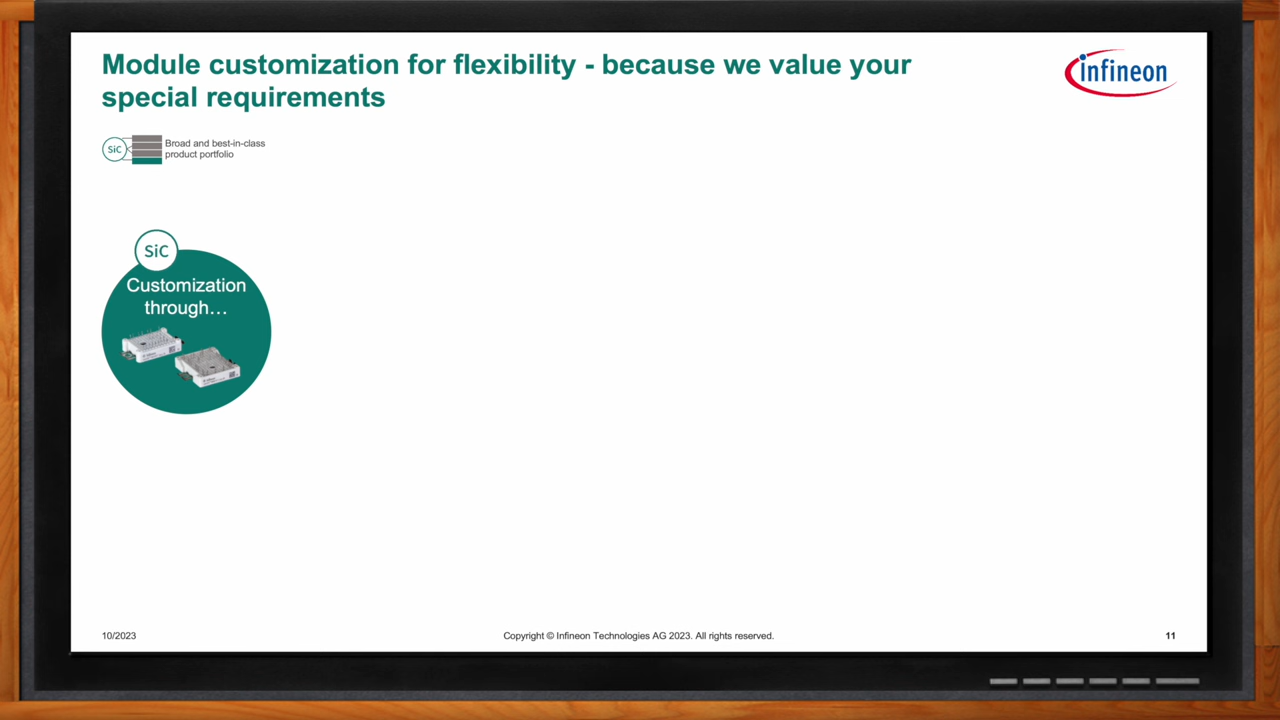 Module customization for flexibility - because we value your
special requirements
infineon
SiC
Broad and best-in-class
product portfolio
SiC
Customization
through…
10/2023
Copyright © Infineon Technologies AG 2023. All rights reserved.
11